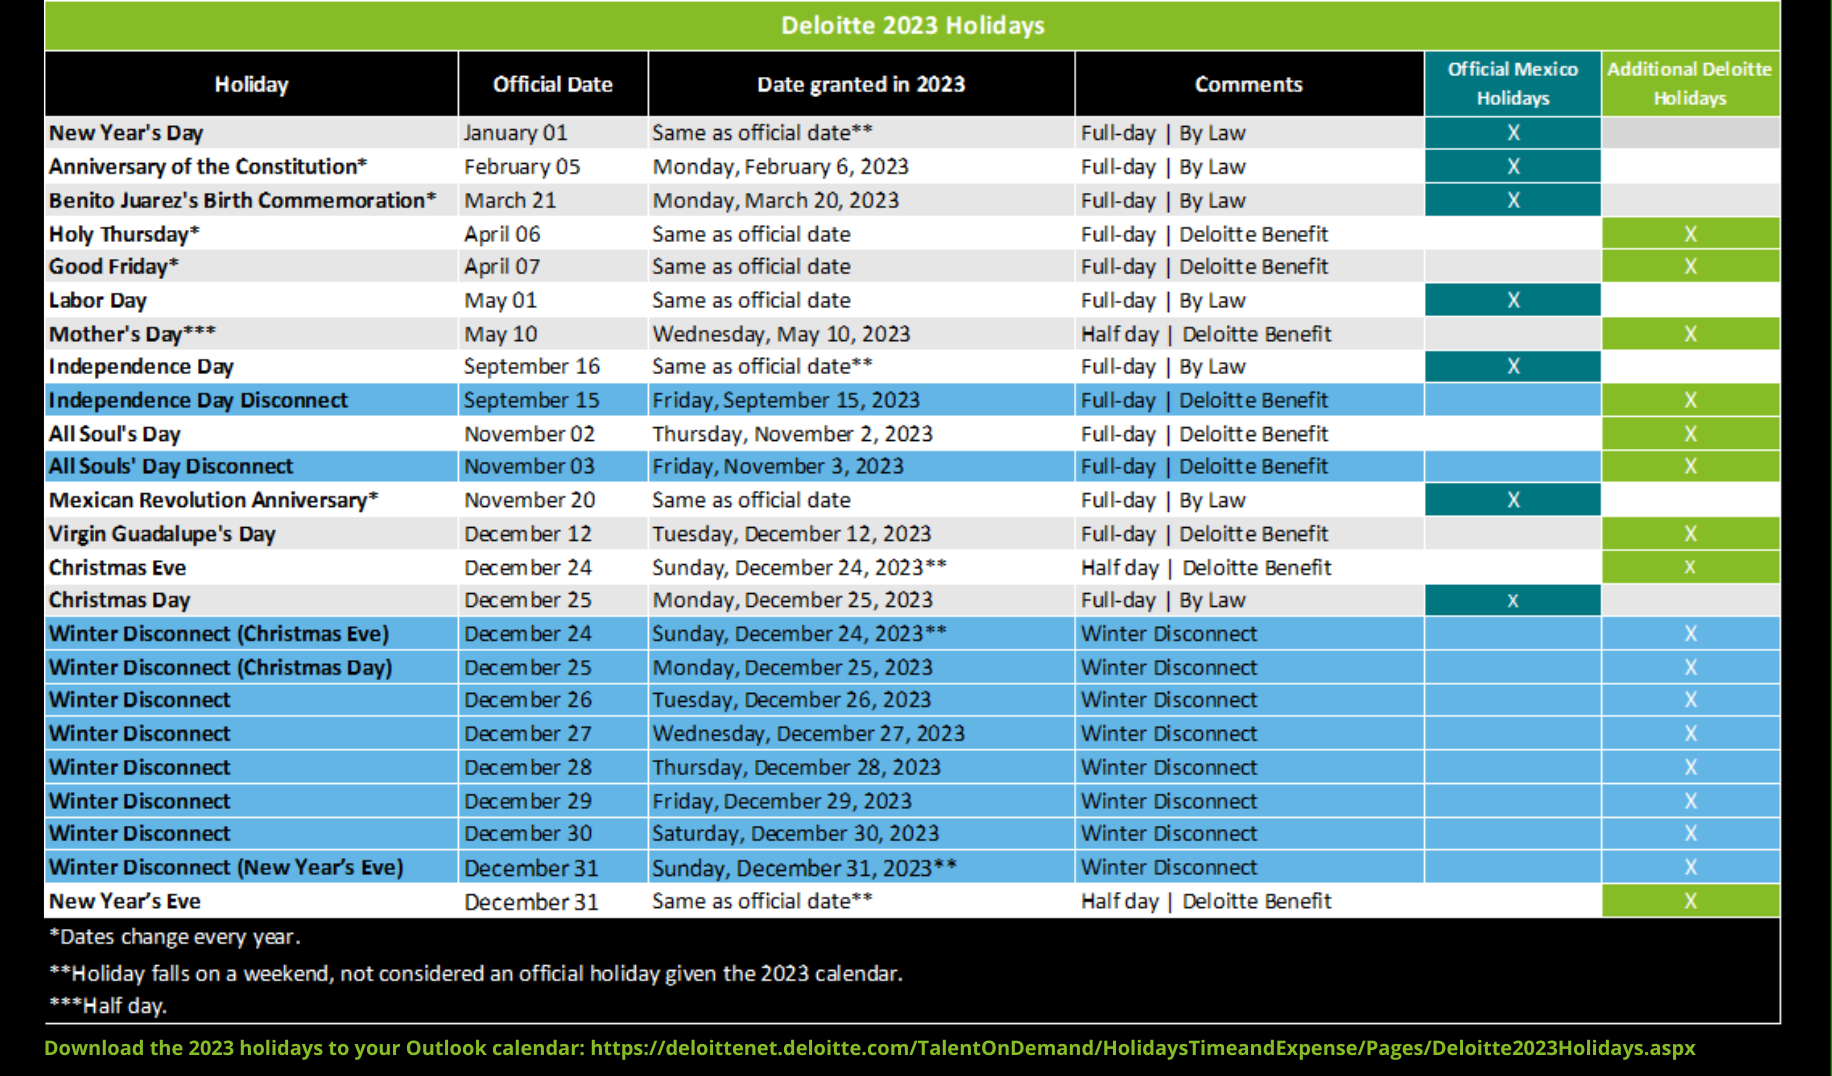 Deloitte 2023 Holidays
Holiday Official Date Date granted in 2023 Comments Official Mexico Holidays Additional Deloitte Holidays
New Year's Day January 01 Same as official date** Full-day | By Law X
Anniversary of the Constitution* February 05 Monday, February 6, 2023 Full-day | By Law X
Benito Juarez's Birth Commemoration* March 21 Monday, March 20, 2023 Full-day | By Law X
Holy Thursday* April 06 Same as official date Full-day | Deloitte Benefit X
Good Friday* April 07 Same as official date Full-day | Deloitte Benefit X
Labor Day May 01 Same as official date Full-day | By Law X
Mother's Day*** May 10 Wednesday, May 10, 2023 Half day | Deloitte Benefit X
Independence Day September 16 Same as official date** Full-day | By Law X
Independence Day Disconnect September 15 Friday, September 15, 2023 Full-day | Deloitte Benefit X
All Soul's Day November 02 Thursday, November 2, 2023 Full-day | Deloitte Benefit X
All Souls' Day Disconnect November 03 Friday, November 3, 2023 Full-day | Deloitte Benefit X
Mexican Revolution Anniversary* November 20 Same as official date Full-day | By Law X
Virgin Guadalupe's Day December 12 Tuesday, December 12, 2023 Full-day | Deloitte Benefit X
Christmas Eve December 24 Sunday, December 24, 2023** Half day | Deloitte Benefit X
Christmas Day December 25 Monday, December 25, 2023 Full-day | By Law X
Winter Disconnect (Christmas Eve) December 24 Sunday, December 24, 2023** Winter Disconnect X
Winter Disconnect (Christmas Day) December 25 Monday, December 25, 2023 Winter Disconnect X
Winter Disconnect December 26 Tuesday, December 26, 2023 Winter Disconnect X
Winter Disconnect December 27 Wednesday, December 27, 2023 Winter Disconnect X
Winter Disconnect December 28 Thursday, December 28, 2023 Winter Disconnect X
Winter Disconnect December 29 Friday, December 29, 2023 Winter Disconnect X
Winter Disconnect December 30 Saturday, December 30, 2023 Winter Disconnect X
Winter Disconnect (New Year’s Eve) December 31 Sunday, December 31, 2023** Winter Disconnect X
New Year’s Eve December 31 Same as official date** Half day | Deloitte Benefit X
*Dates change every year.
**Holiday falls on a weekend, not considered an official holiday given the 2023 calendar.
***Half day.
Download the 2023 holidays to your Outlook calendar: https://deloittenet.deloitte.com/TalentOnDemand/HolidaysTimeandExpense/Pages/Deloitte2023Holidays.aspx